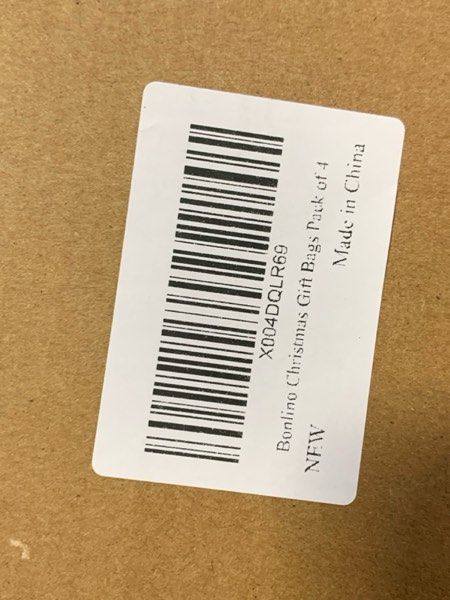 X004DQLR69
Bonlino Christmas Gift Bags Pack of 4
NEW
Made in China